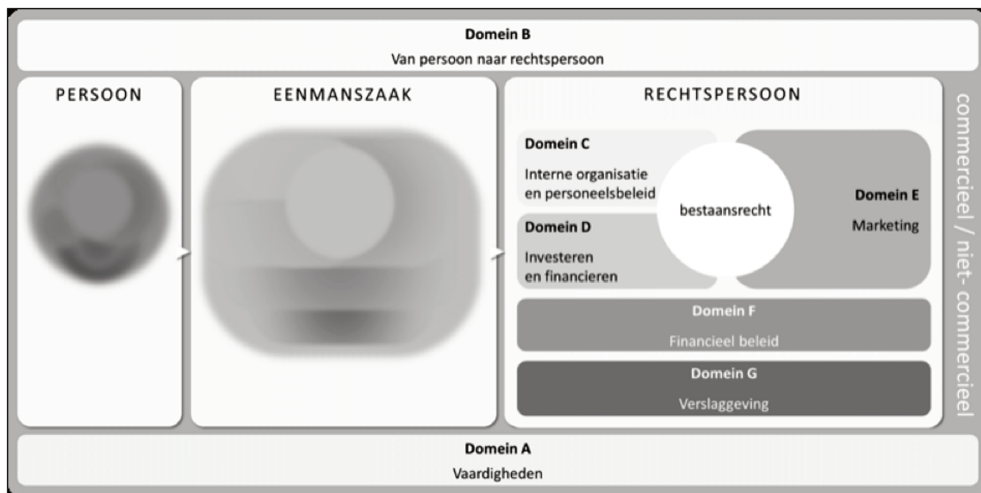 Domein B
Van persoon naar rechtspersoon
PERSOON
EENMANSZAAK
RECHTSPERSOON
Domein C
Interne organisatie
en personeelsbeleid
Domein D
Investeren
en financieren
bestaansrecht
Domein E
Marketing
Domein F
Financieel beleid
Domein G
Verslaggeving
commercieel / niet- commercieel
Domein A
Vaardigheden